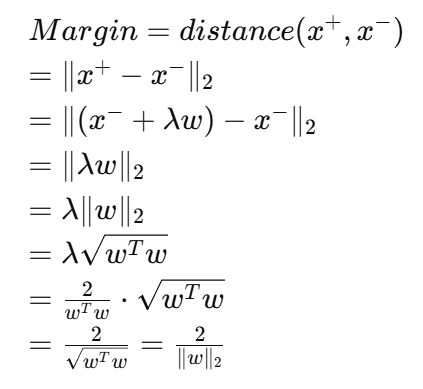 Margin = distance(x⁺, x⁻)
= ‖x⁺ − x⁻‖₂
= ‖(x⁻ + λw) − x⁻‖₂
= ‖λw‖₂
= λ‖w‖₂
= λ√(wᵀw)
= 2/(wᵀw) · √(wᵀw)
= 2/√(wᵀw) = 2/‖w‖₂